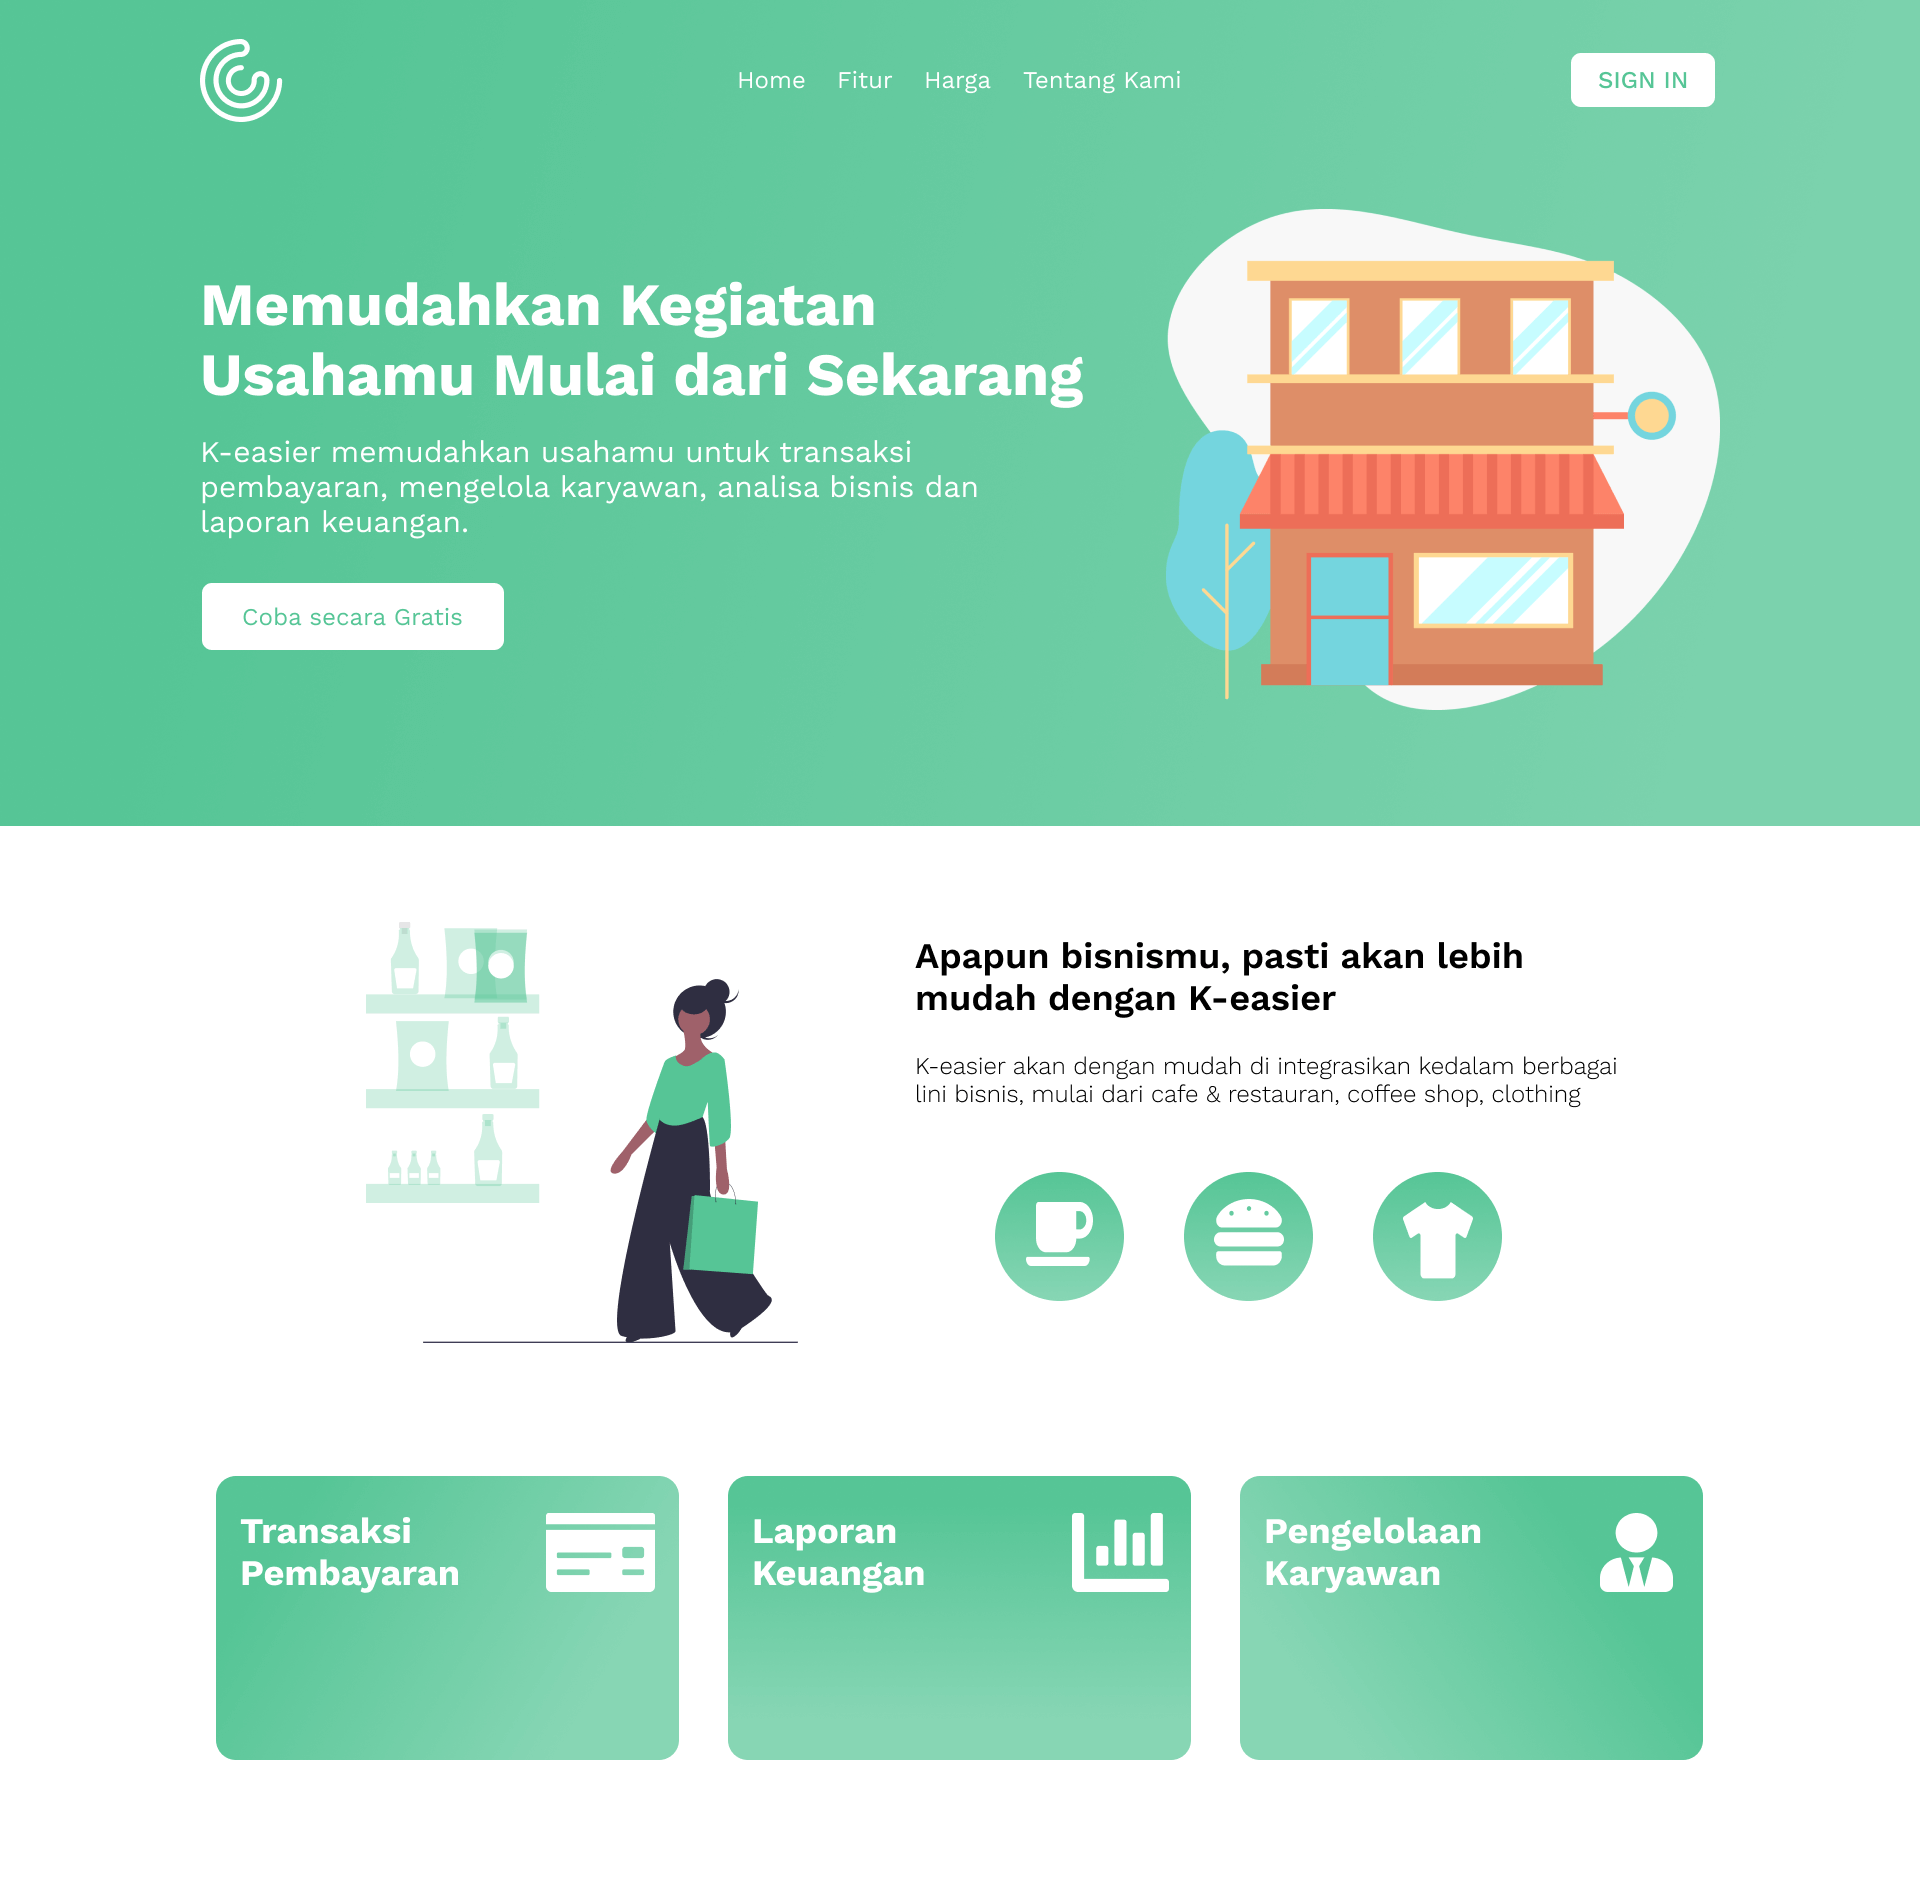 Home Fitur Harga Tentang Kami
SIGN IN
Memudahkan Kegiatan
Usahamu Mulai dari Sekarang
K-easier memudahkan usahamu untuk transaksi
pembayaran, mengelola karyawan, analisa bisnis dan
laporan keuangan.
Coba secara Gratis
Apapun bisnismu, pasti akan lebih
mudah dengan K-easier
K-easier akan dengan mudah di integrasikan kedalam berbagai
lini bisnis, mulai dari cafe & restauran, coffee shop, clothing
Transaksi
Pembayaran
Laporan
Keuangan
Pengelolaan
Karyawan